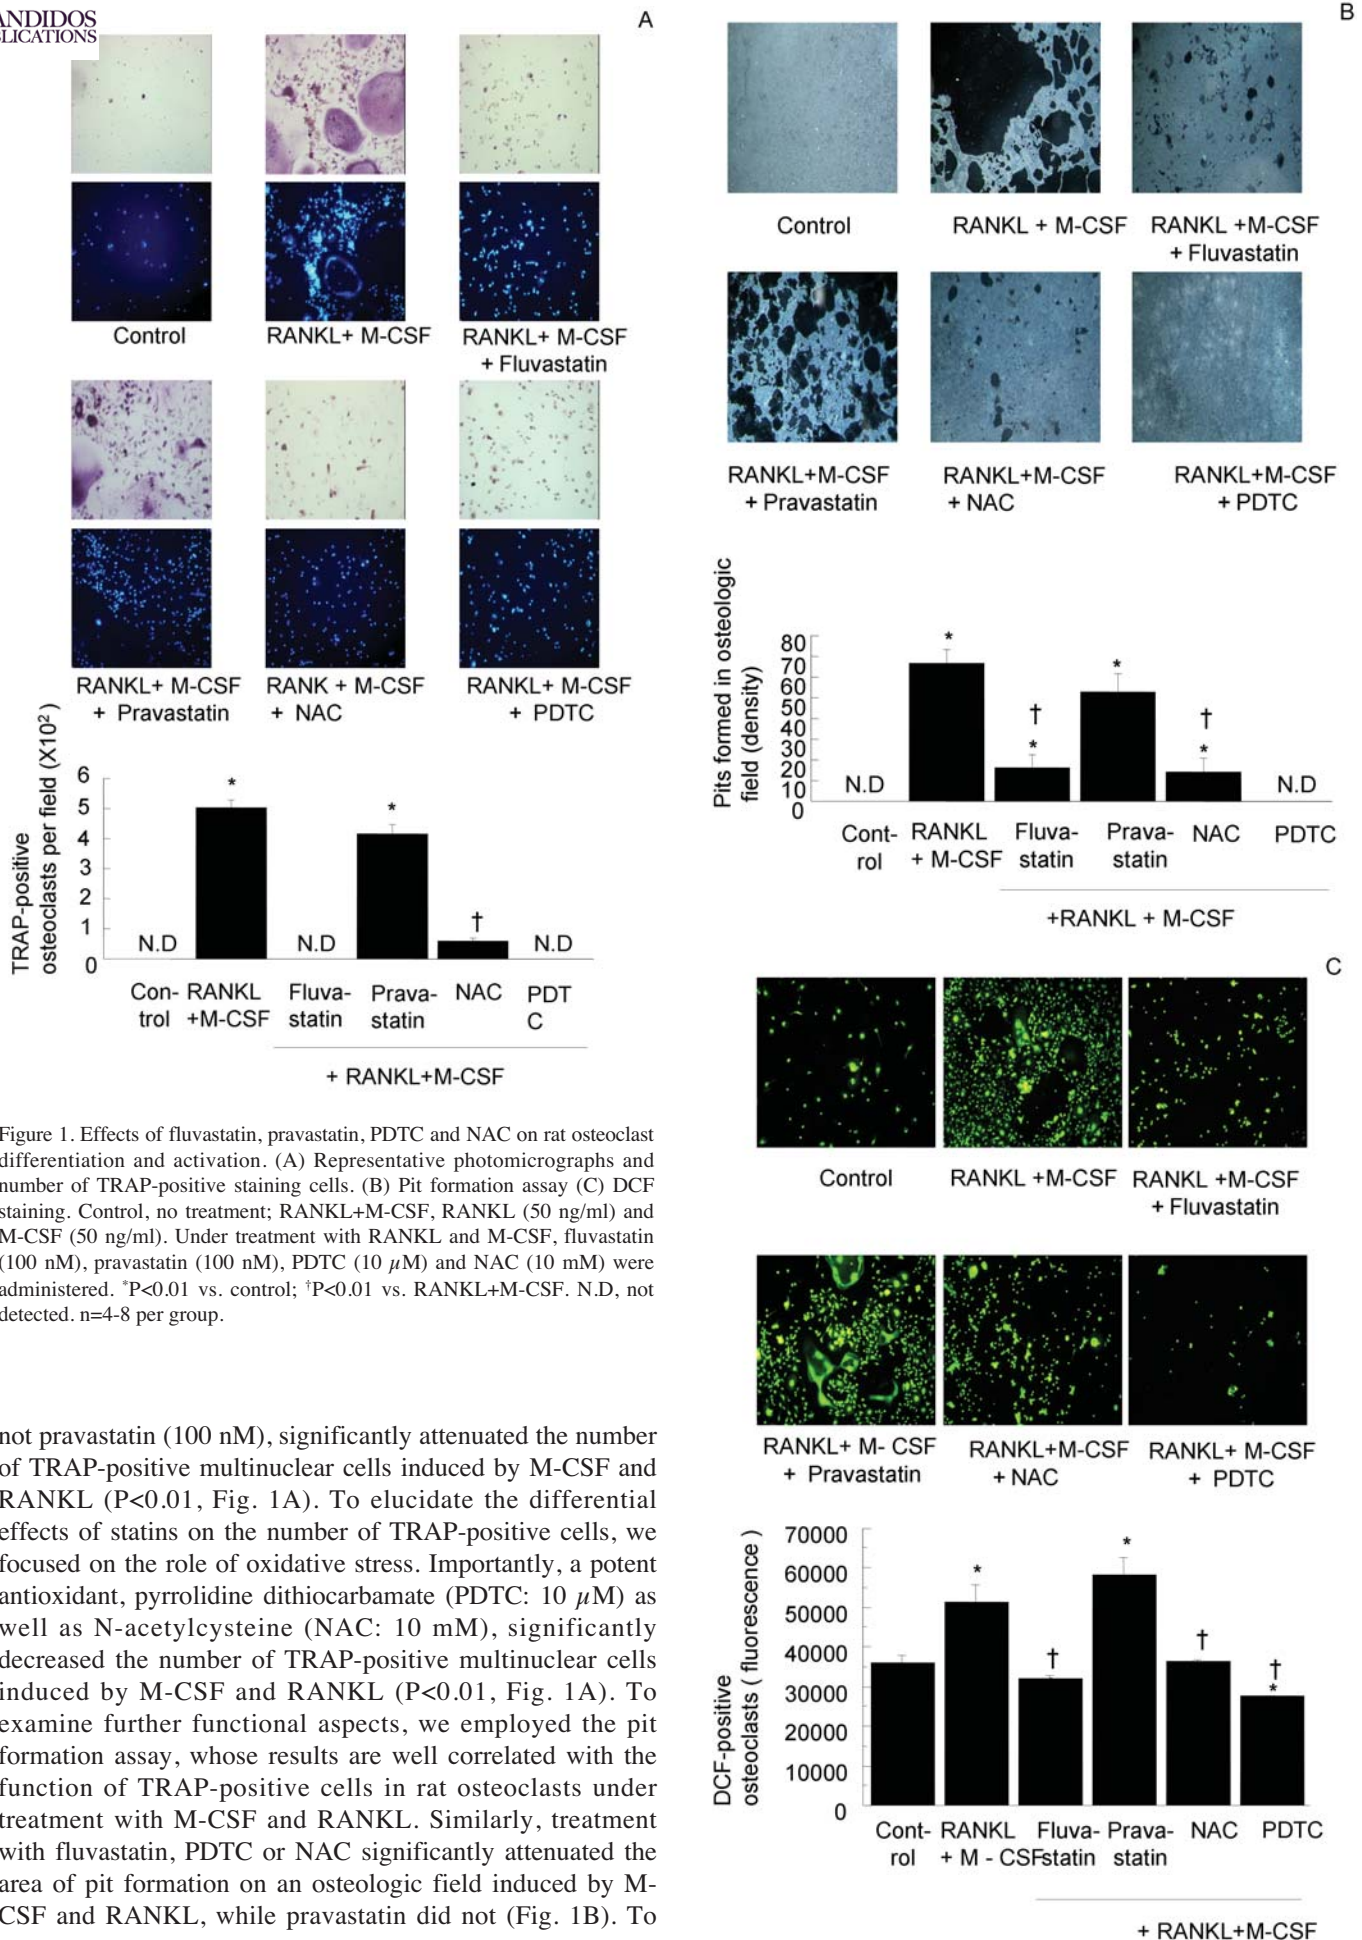 ANDIDOS
BLICATIONS
A
Control
RANKL+ M-CSF
RANKL+ M-CSF
+ Fluvastatin
RANKL+ M-CSF
+ Pravastatin
RANK + M-CSF
+ NAC
RANKL+ M-CSF
+ PDTC
TRAP-positive
osteoclasts per field (X10²)
6
5
4
3
2
1
0
N.D
*
N.D
*
†
N.D
Con-
trol
RANKL
+M-CSF
Fluva-
statin
Prava-
statin
NAC
PDT
C
+ RANKL+M-CSF
Figure 1. Effects of fluvastatin, pravastatin, PDTC and NAC on rat osteoclast
differentiation and activation. (A) Representative photomicrographs and
number of TRAP-positive staining cells. (B) Pit formation assay (C) DCF
staining. Control, no treatment; RANKL+M-CSF, RANKL (50 ng/ml) and
M-CSF (50 ng/ml). Under treatment with RANKL and M-CSF, fluvastatin
(100 nM), pravastatin (100 nM), PDTC (10 µM) and NAC (10 mM) were
administered. *P<0.01 vs. control; †P<0.01 vs. RANKL+M-CSF. N.D, not
detected. n=4-8 per group.
not pravastatin (100 nM), significantly attenuated the number
of TRAP-positive multinuclear cells induced by M-CSF and
RANKL (P<0.01, Fig. 1A). To elucidate the differential
effects of statins on the number of TRAP-positive cells, we
focused on the role of oxidative stress. Importantly, a potent
antioxidant, pyrrolidine dithiocarbamate (PDTC: 10 µM) as
well as N-acetylcysteine (NAC: 10 mM), significantly
decreased the number of TRAP-positive multinuclear cells
induced by M-CSF and RANKL (P<0.01, Fig. 1A). To
examine further functional aspects, we employed the pit
formation assay, whose results are well correlated with the
function of TRAP-positive cells in rat osteoclasts under
treatment with M-CSF and RANKL. Similarly, treatment
with fluvastatin, PDTC or NAC significantly attenuated the
area of pit formation on an osteologic field induced by M-
CSF and RANKL, while pravastatin did not (Fig. 1B). To
B
Control
RANKL + M-CSF
RANKL +M-CSF
+ Fluvastatin
RANKL+M-CSF
+ Pravastatin
RANKL+M-CSF
+ NAC
RANKL+M-CSF
+ PDTC
Pits formed in osteologic
field (density)
80
70
60
50
40
30
20
10
0
N.D
*
†
*
*
†
*
N.D
Cont-
rol
RANKL
+ M-CSF
Fluva-
statin
Prava-
statin
NAC
PDTC
+RANKL + M-CSF
C
Control
RANKL +M-CSF
RANKL +M-CSF
+ Fluvastatin
RANKL+ M- CSF
+ Pravastatin
RANKL+M-CSF
+ NAC
RANKL+ M-CSF
+ PDTC
DCF-positive
osteoclasts ( fluorescence )
70000
60000
50000
40000
30000
20000
10000
0
*
†
*
†
†
*
Cont-
rol
RANKL
+ M - CSF
Fluva-
statin
Prava-
statin
NAC
PDTC
+ RANKL+M-CSF